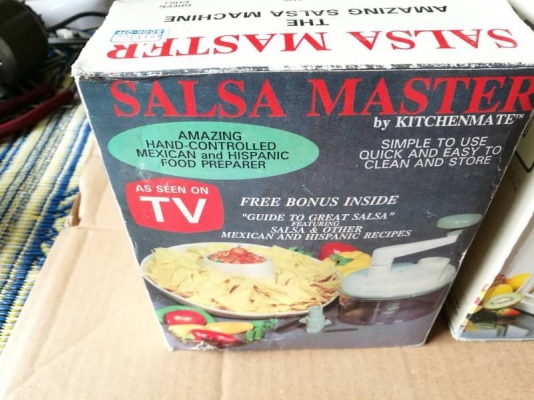 SALSA MASTER
THE
AMAZING SALSA MACHINE
SALSA MASTER
by KITCHENMATE™
AMAZING
HAND-CONTROLLED
MEXICAN and HISPANIC
FOOD PREPARER
SIMPLE TO USE
QUICK AND EASY TO
CLEAN AND STORE
AS SEEN ON
TV
FREE BONUS INSIDE
"GUIDE TO GREAT SALSA"
FEATURING
SALSA & OTHER
MEXICAN AND HISPANIC RECIPES